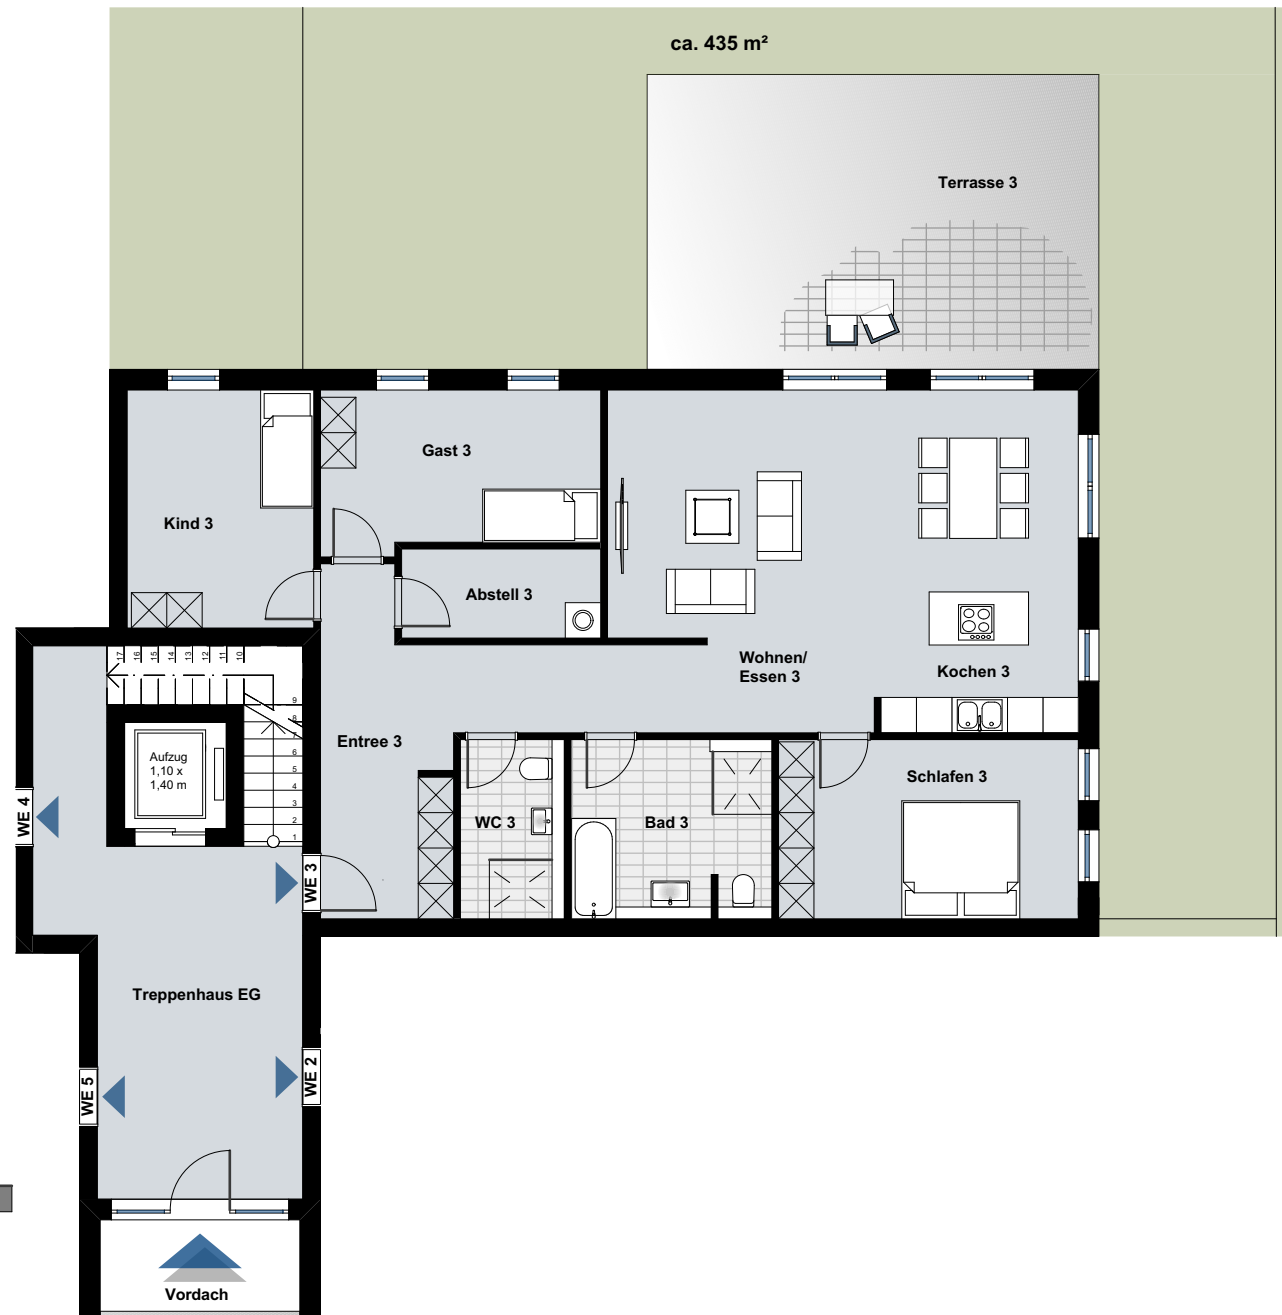 ca. 435 m²
Terrasse 3
Gast 3
Kind 3
Abstell 3
Wohnen/
Essen 3
Kochen 3
17 16 15 14 13 12 11 10
9
8
7
6
5
4
3
2
1
Entree 3
Aufzug
1,10 x
1,40 m
Schlafen 3
WE 4
WC 3
Bad 3
WE 3
Treppenhaus EG
WE 2
WE 5
Vordach